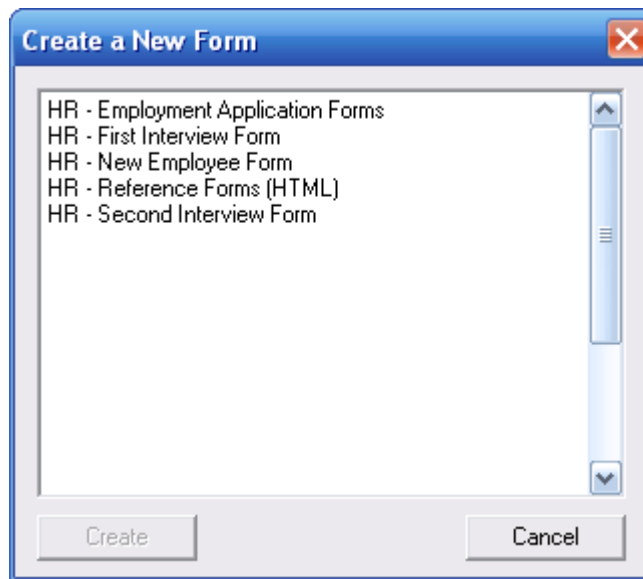 Create a New Form
HR - Employment Application Forms
HR - First Interview Form
HR - New Employee Form
HR - Reference Forms (HTML)
HR - Second Interview Form
Create
Cancel